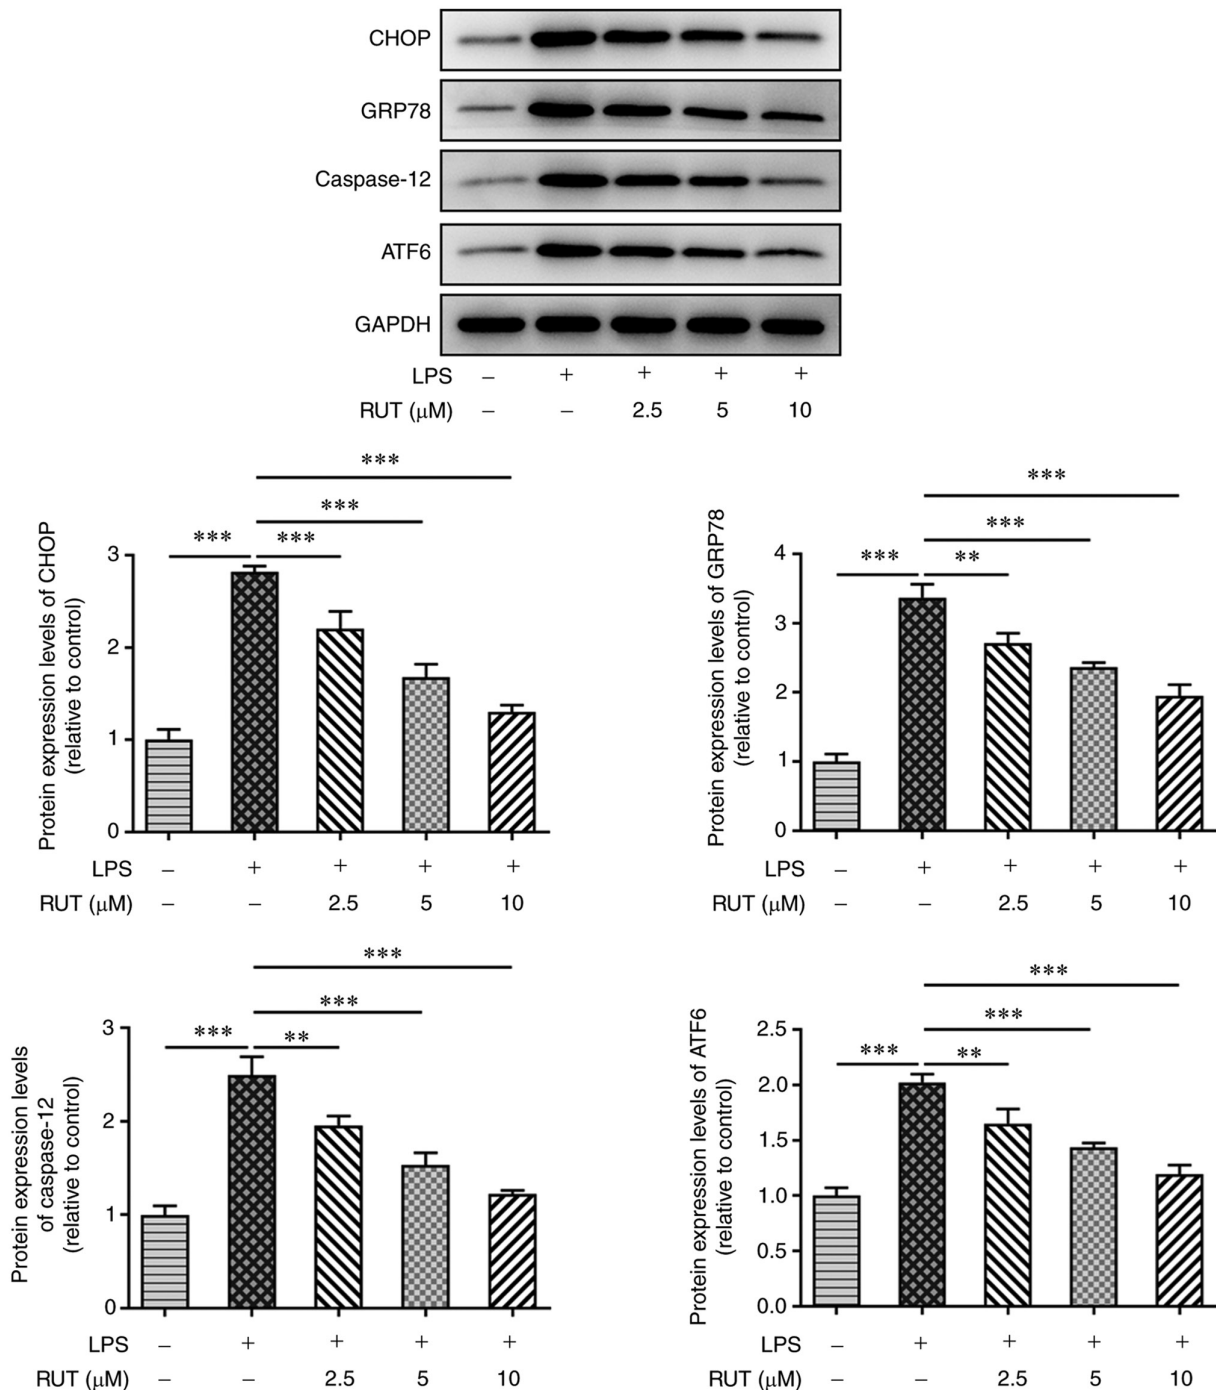 CHOP
GRP78
Caspase-12
ATF6
GAPDH
LPS – + + + +
RUT (μM) – – 2.5 5 10
***
***
*** ***
Protein expression levels of CHOP
(relative to control)
3
2
1
0
LPS – + + + +
RUT (μM) – – 2.5 5 10
***
***
*** **
Protein expression levels of GRP78
(relative to control)
4
3
2
1
0
LPS – + + + +
RUT (μM) – – 2.5 5 10
***
***
*** **
Protein expression levels
of caspase-12
(relative to control)
3
2
1
0
LPS – + + + +
RUT (μM) – – 2.5 5 10
***
***
*** **
Protein expression levels of ATF6
(relative to control)
2.5
2.0
1.5
1.0
0.5
0.0
LPS – + + + +
RUT (μM) – – 2.5 5 10